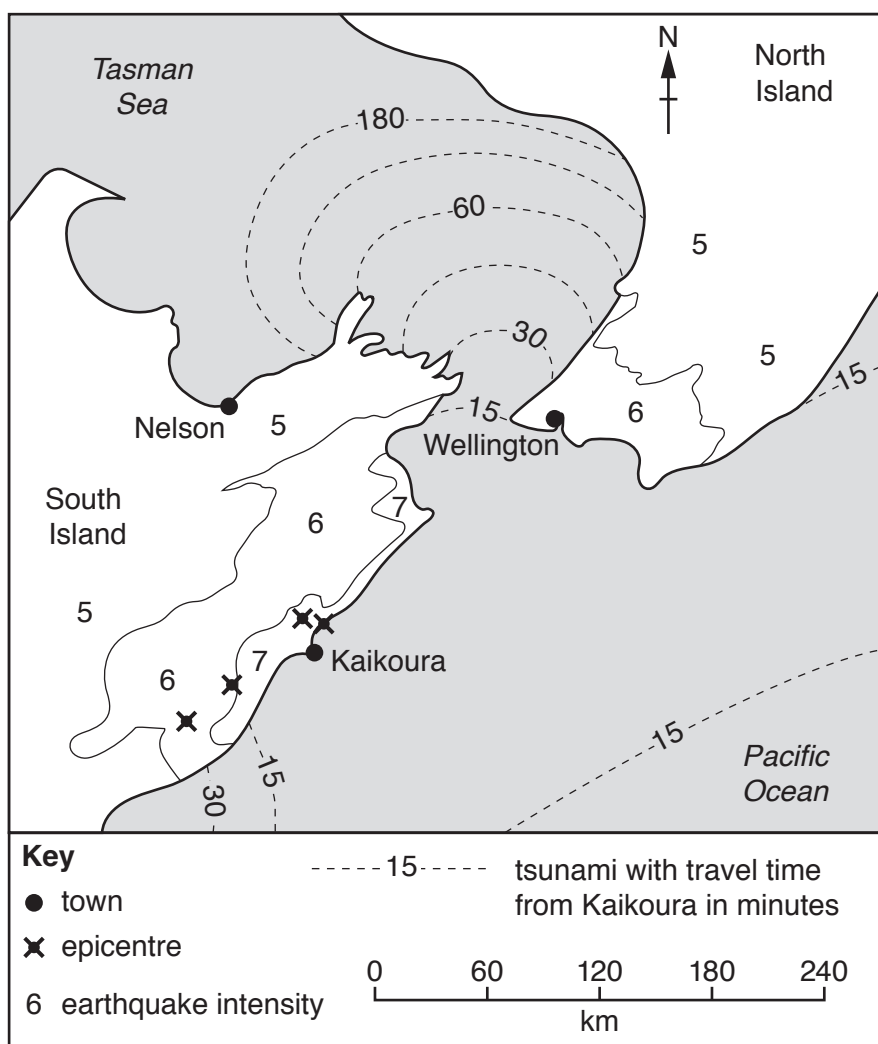 Tasman
Sea
180
N
North
Island
60
5
30
5
15
Nelson
5
15
Wellington
6
South
Island
6
7
5
6
7
Kaikoura
15
30
15
Pacific
Ocean
Key
town
epicentre
6 earthquake intensity
15
tsunami with travel time
from Kaikoura in minutes
0 60 120 180 240
km